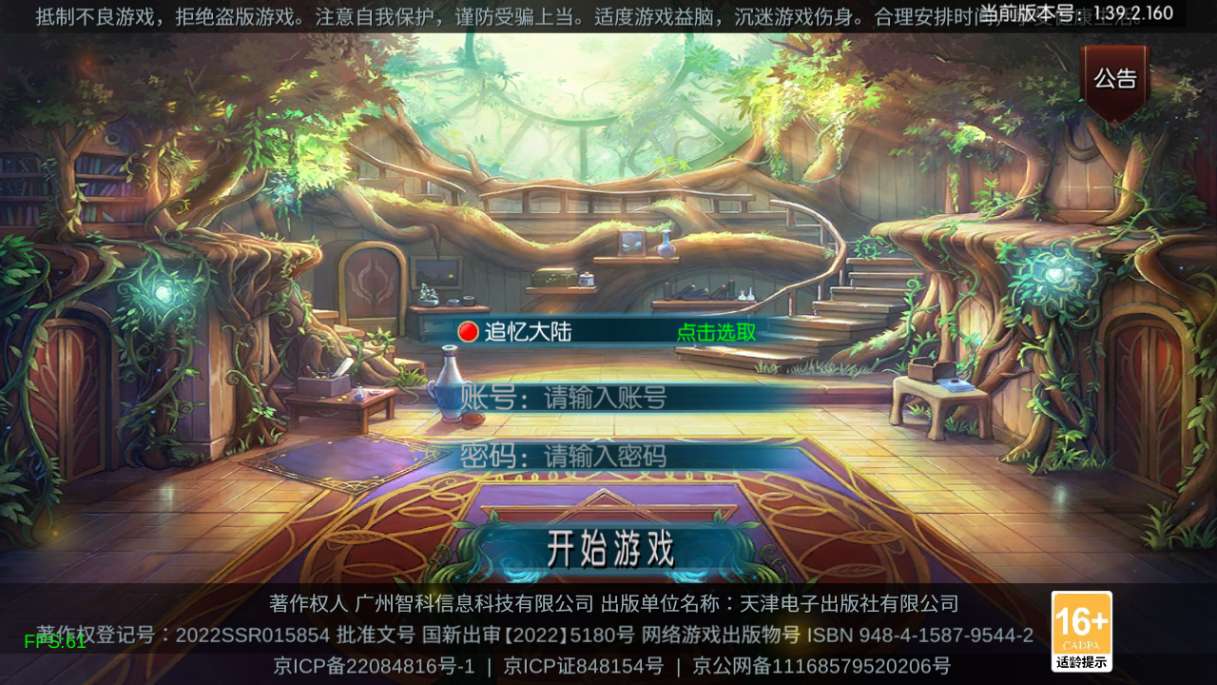 抵制不良游戏，拒绝盗版游戏。注意自我保护，谨防受骗上当。适度游戏益脑，沉迷游戏伤身。合理安排时间，
当前版本号：1.39.2.160
公告
追忆大陆 点击选取
账号：请输入账号
密码：请输入密码
开始游戏
著作权人 广州智科信息科技有限公司 出版单位名称：天津电子出版社有限公司
著作权登记号：2022SSR015854 批准文号 国新出审【2022】5180号 网络游戏出版物号 ISBN 948-4-1587-9544-2
FPS:61
京ICP备22084816号-1 | 京ICP证848154号 | 京公网备11168579520206号
16+
CADPA
适龄提示